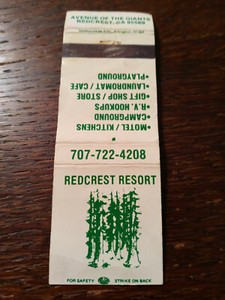 AVENUE OF THE GIANTS
REDCREST, CA 95569
•MOTEL / KITCHENS
•CAMPGROUND
•R.V. HOOKUPS
•GIFT SHOP / STORE
•LAUNDROMAT / CAFE
•PLAYGROUND
707-722-4208
REDCREST RESORT
FOR SAFETY STRIKE ON BACK